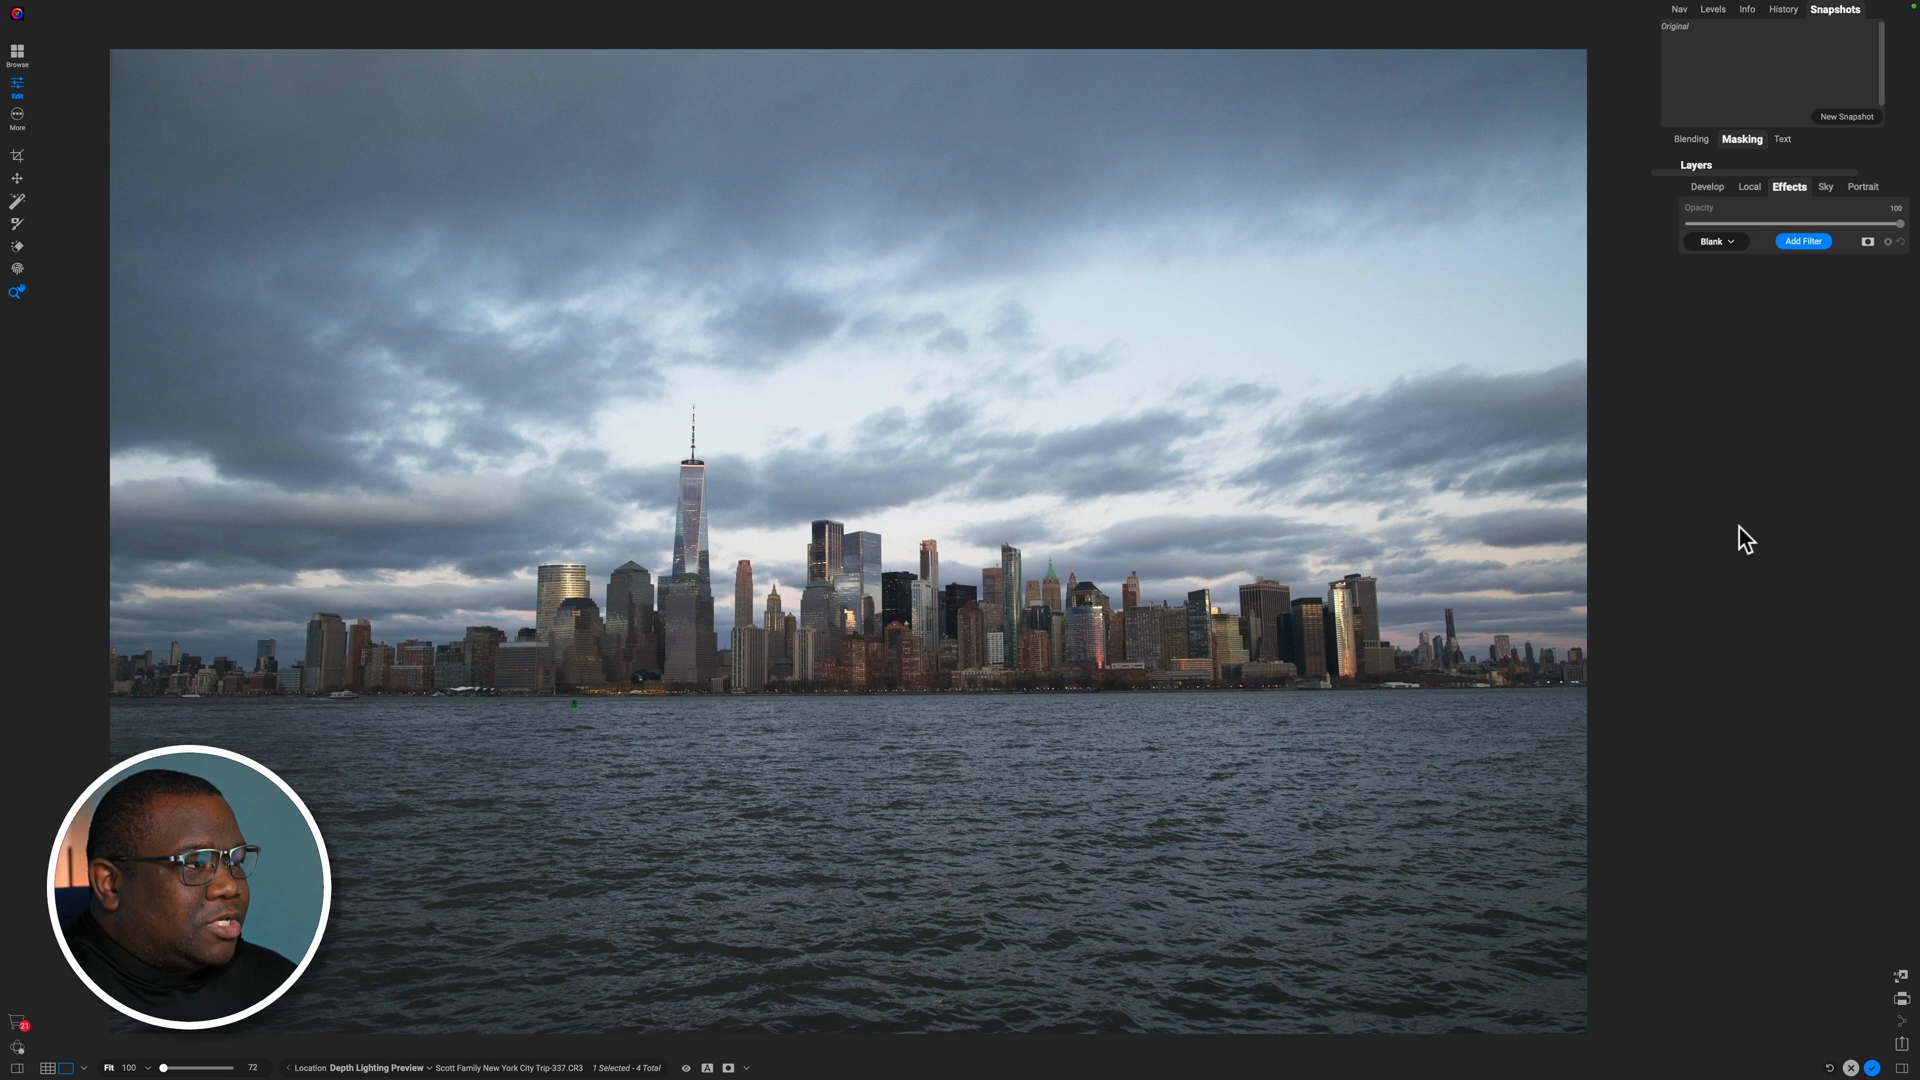 Nav Levels Info History Snapshots
Original
New Snapshot
Blending Masking Text
Layers
Develop Local Effects Sky Portrait
Opacity 100
Blank Add Filter
Browse
Edit
More
21
Fit 100 72 Location Depth Lighting Preview Scott Family New York City Trip-337.CR3 1 Selected - 4 Total A